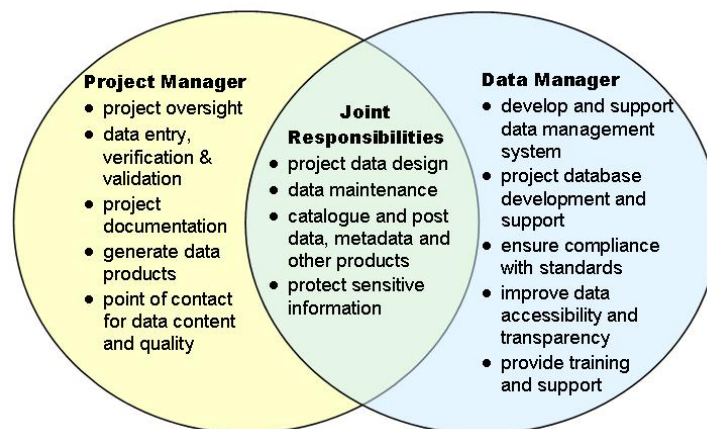 Project Manager
● project oversight
● data entry,
verification &
validation
● project
documentation
● generate data
products
● point of contact
for data content
and quality
Joint
Responsibilities
● project data design
● data maintenance
● catalogue and post
data, metadata and
other products
● protect sensitive
information
Data Manager
● develop and support
data management
system
● project database
development and
support
● ensure compliance
with standards
● improve data
accessibility and
transparency
● provide training
and support